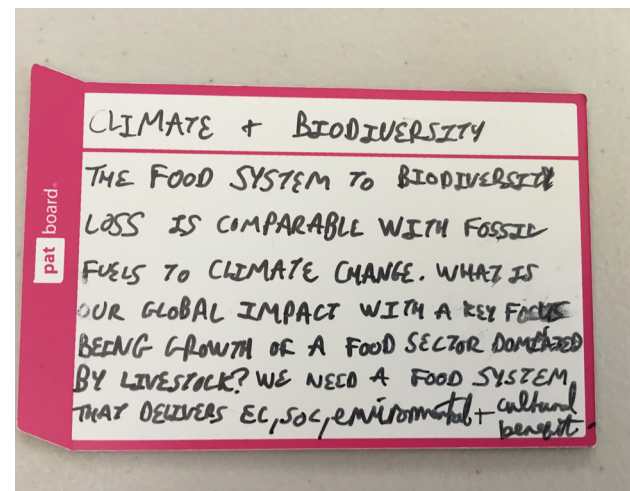 CLIMATE + BIODIVERSITY
THE FOOD SYSTEM TO BIODIVERSITY
LOSS IS COMPARABLE WITH FOSSIL
FUELS TO CLIMATE CHANGE. WHAT IS
OUR GLOBAL IMPACT WITH A KEY FOCUS
BEING GROWTH OF A FOOD SECTOR DOMINATED
BY LIVESTOCK? WE NEED A FOOD SYSTEM
THAT DELIVERS EC, SOC, enviromental + cultural
benefit.
pat board